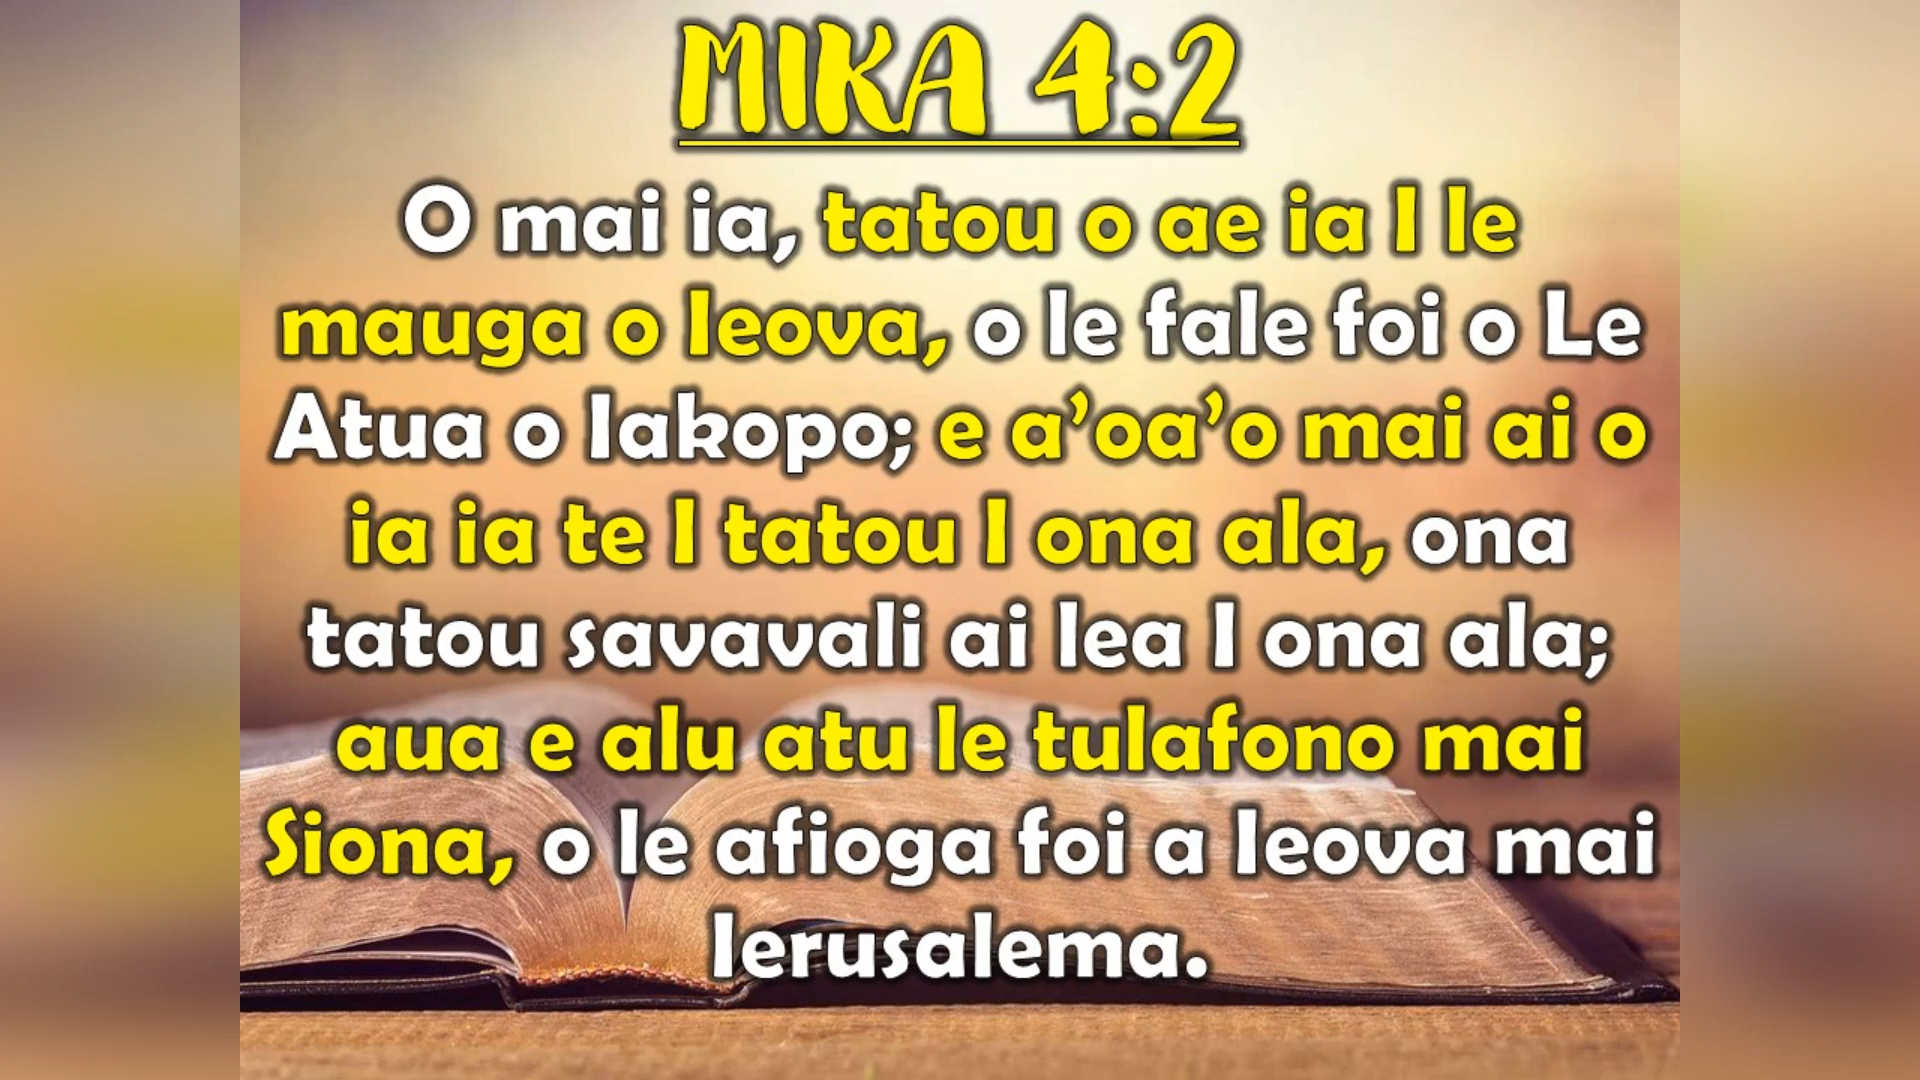 MIKA 4:2
O mai ia, tatou o ae ia I le
mauga o Ieova, o le fale foi o Le
Atua o Iakopo; e a’oa’o mai ai o
ia ia te I tatou I ona ala, ona
tatou savavali ai lea I ona ala;
aua e alu atu le tulafono mai
Siona, o le afioga foi a Ieova mai
Ierusalema.